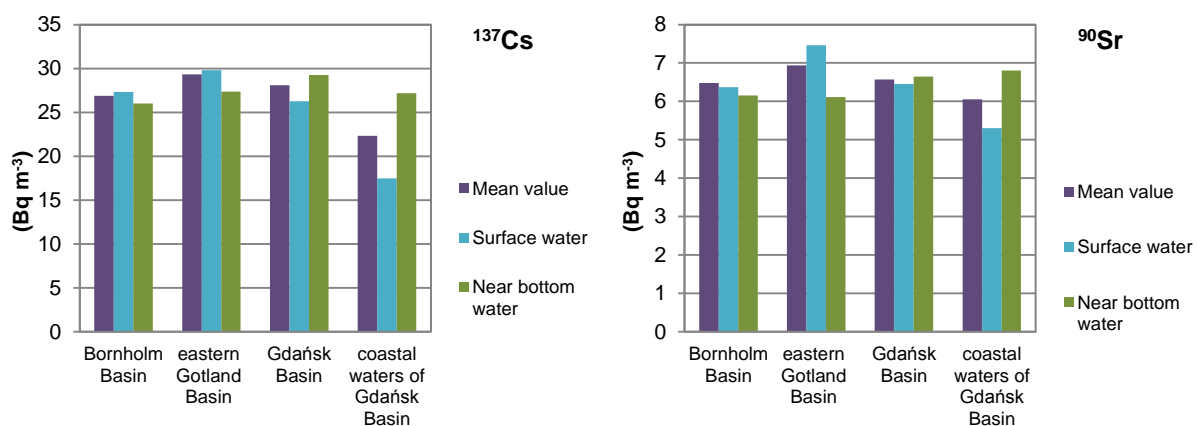 ¹³⁷Cs
(Bq m⁻³)
35
30
25
20
15
10
5
0
Bornholm
Basin
eastern
Gotland
Basin
Gdańsk
Basin
coastal
waters of
Gdańsk
Basin
Mean value
Surface water
Near bottom
water
⁹⁰Sr
(Bq m⁻³)
8
7
6
5
4
3
2
1
0
Bornholm
Basin
eastern
Gotland
Basin
Gdańsk
Basin
coastal
waters of
Gdańsk
Basin
Mean value
Surface water
Near bottom
water